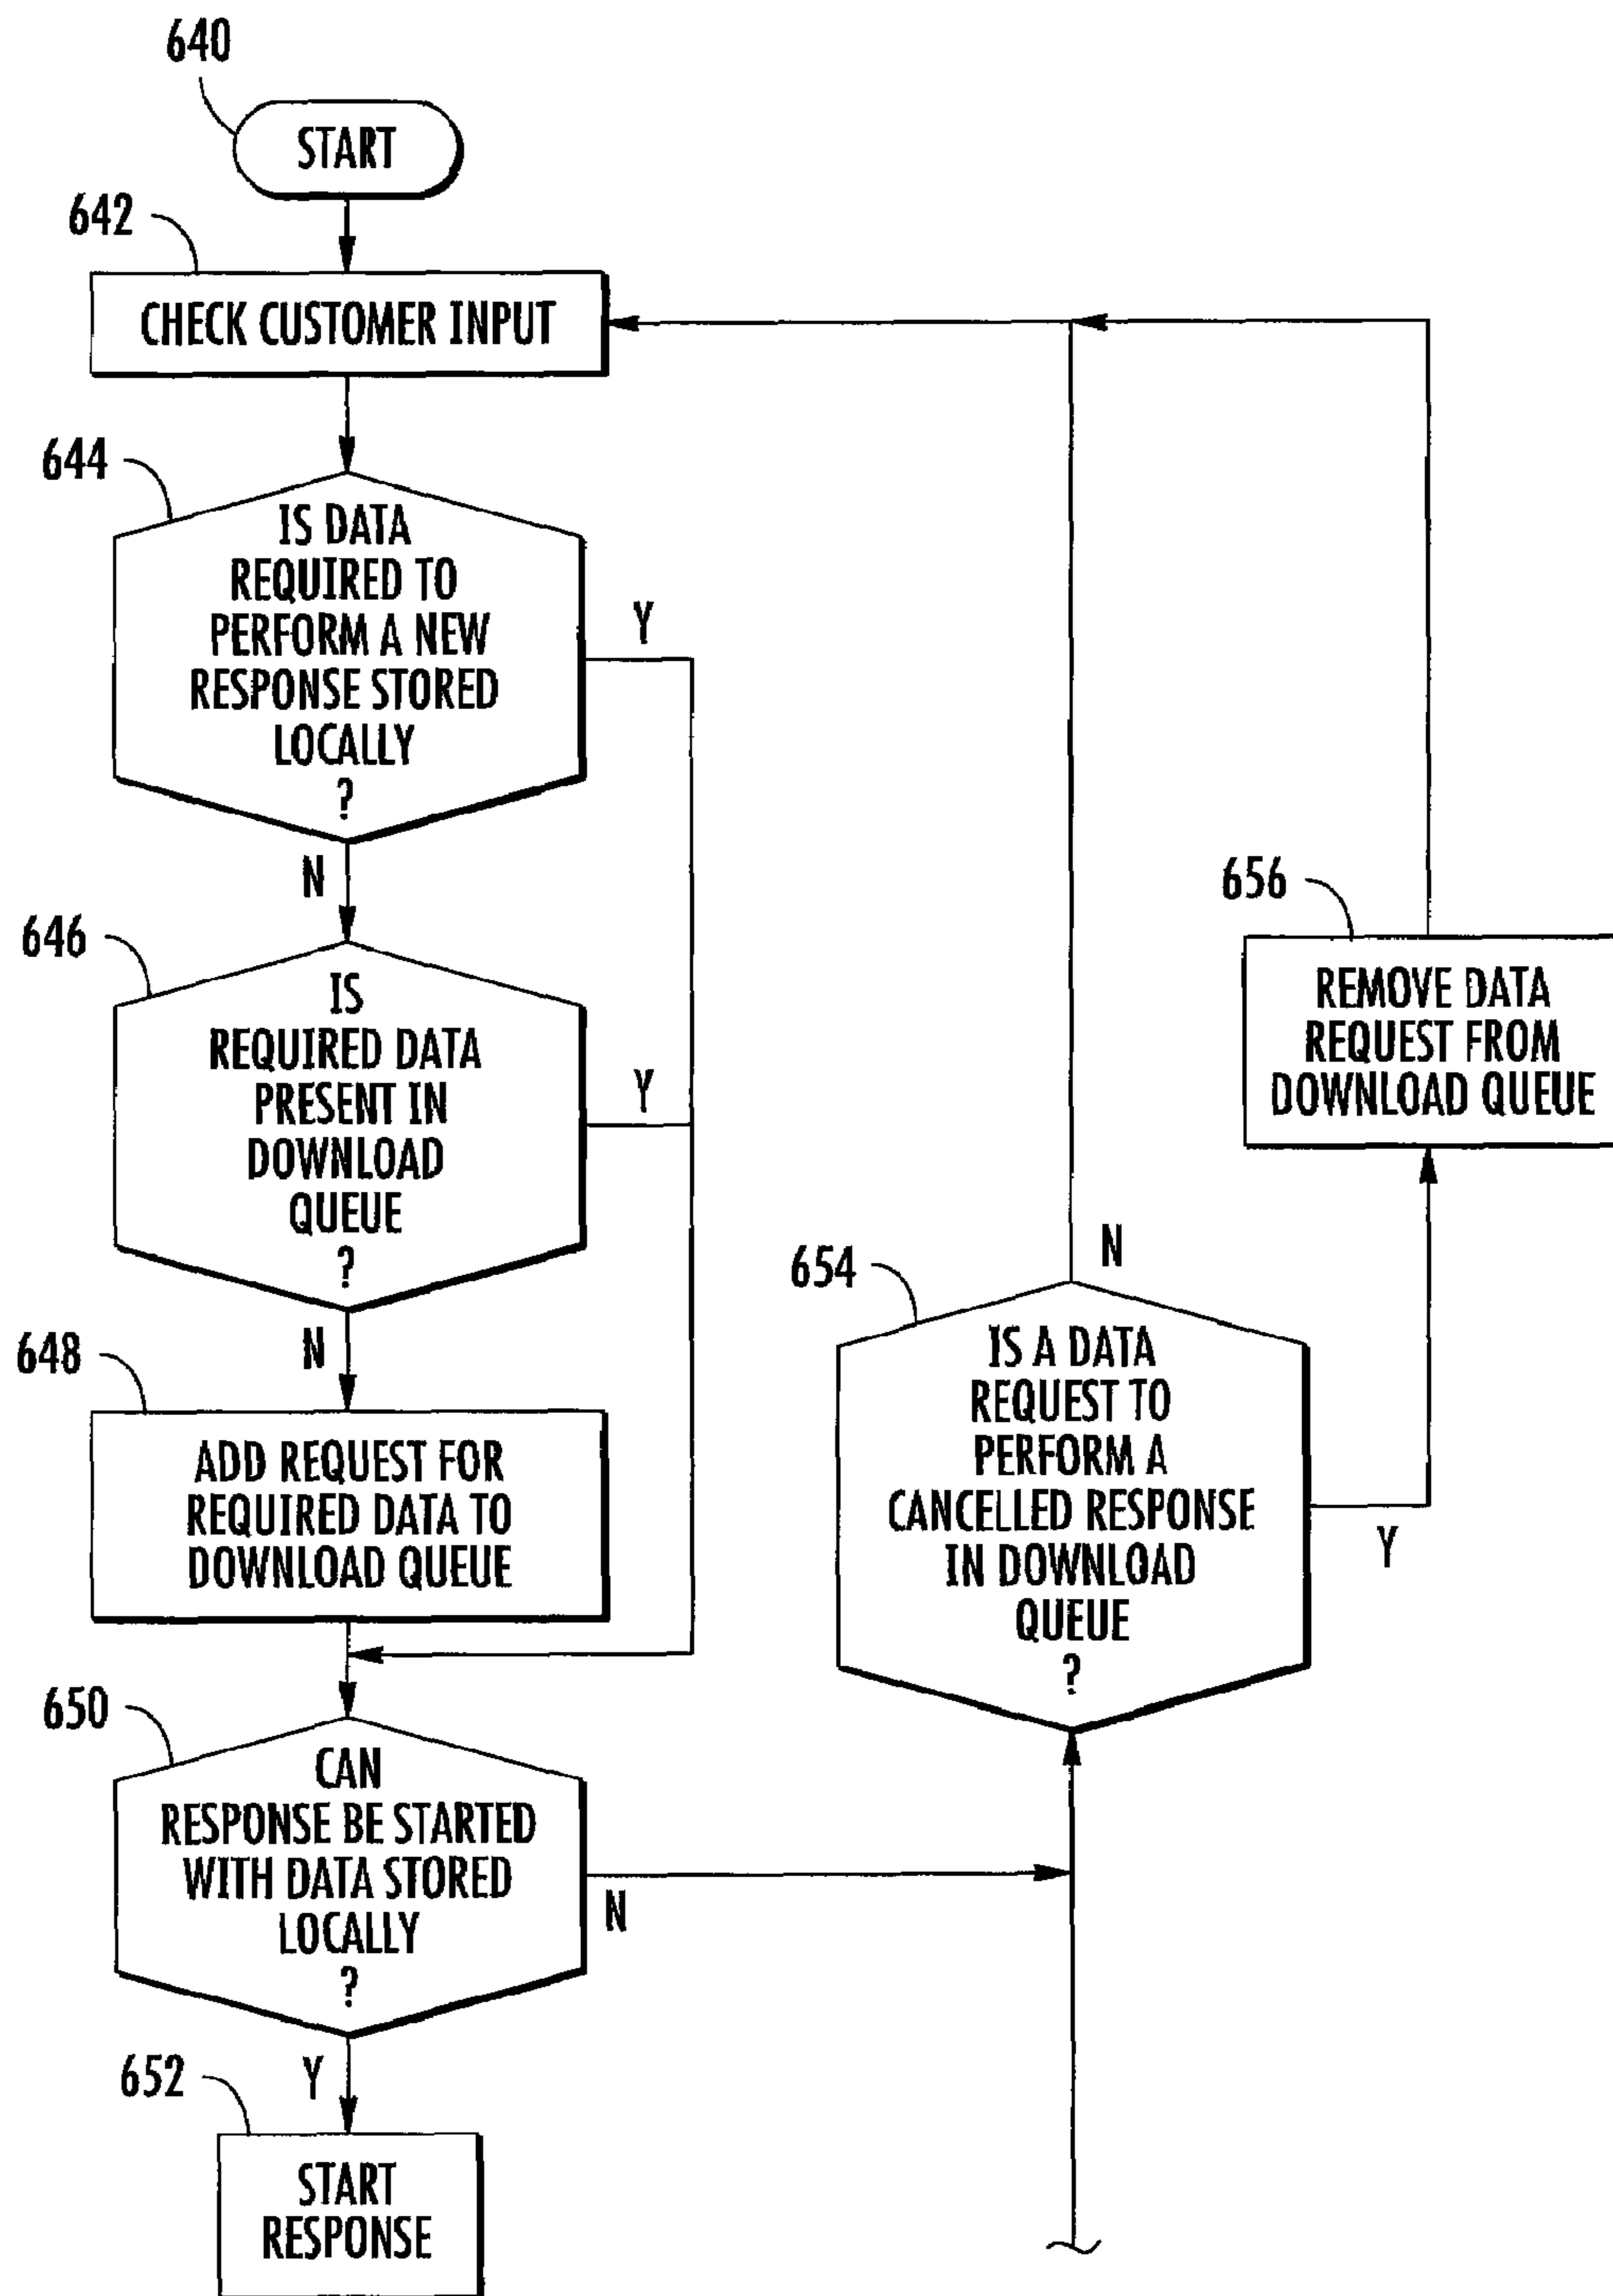 640
START
642
CHECK CUSTOMER INPUT
644
IS DATA
REQUIRED TO
PERFORM A NEW
RESPONSE STORED
LOCALLY
?
Y
N
646
IS
REQUIRED DATA
PRESENT IN
DOWNLOAD
QUEUE
?
Y
N
648
ADD REQUEST FOR
REQUIRED DATA TO
DOWNLOAD QUEUE
650
CAN
RESPONSE BE STARTED
WITH DATA STORED
LOCALLY
?
N
Y
652
START
RESPONSE
654
N
IS A DATA
REQUEST TO
PERFORM A
CANCELLED RESPONSE
IN DOWNLOAD
QUEUE
?
Y
656
REMOVE DATA
REQUEST FROM
DOWNLOAD QUEUE